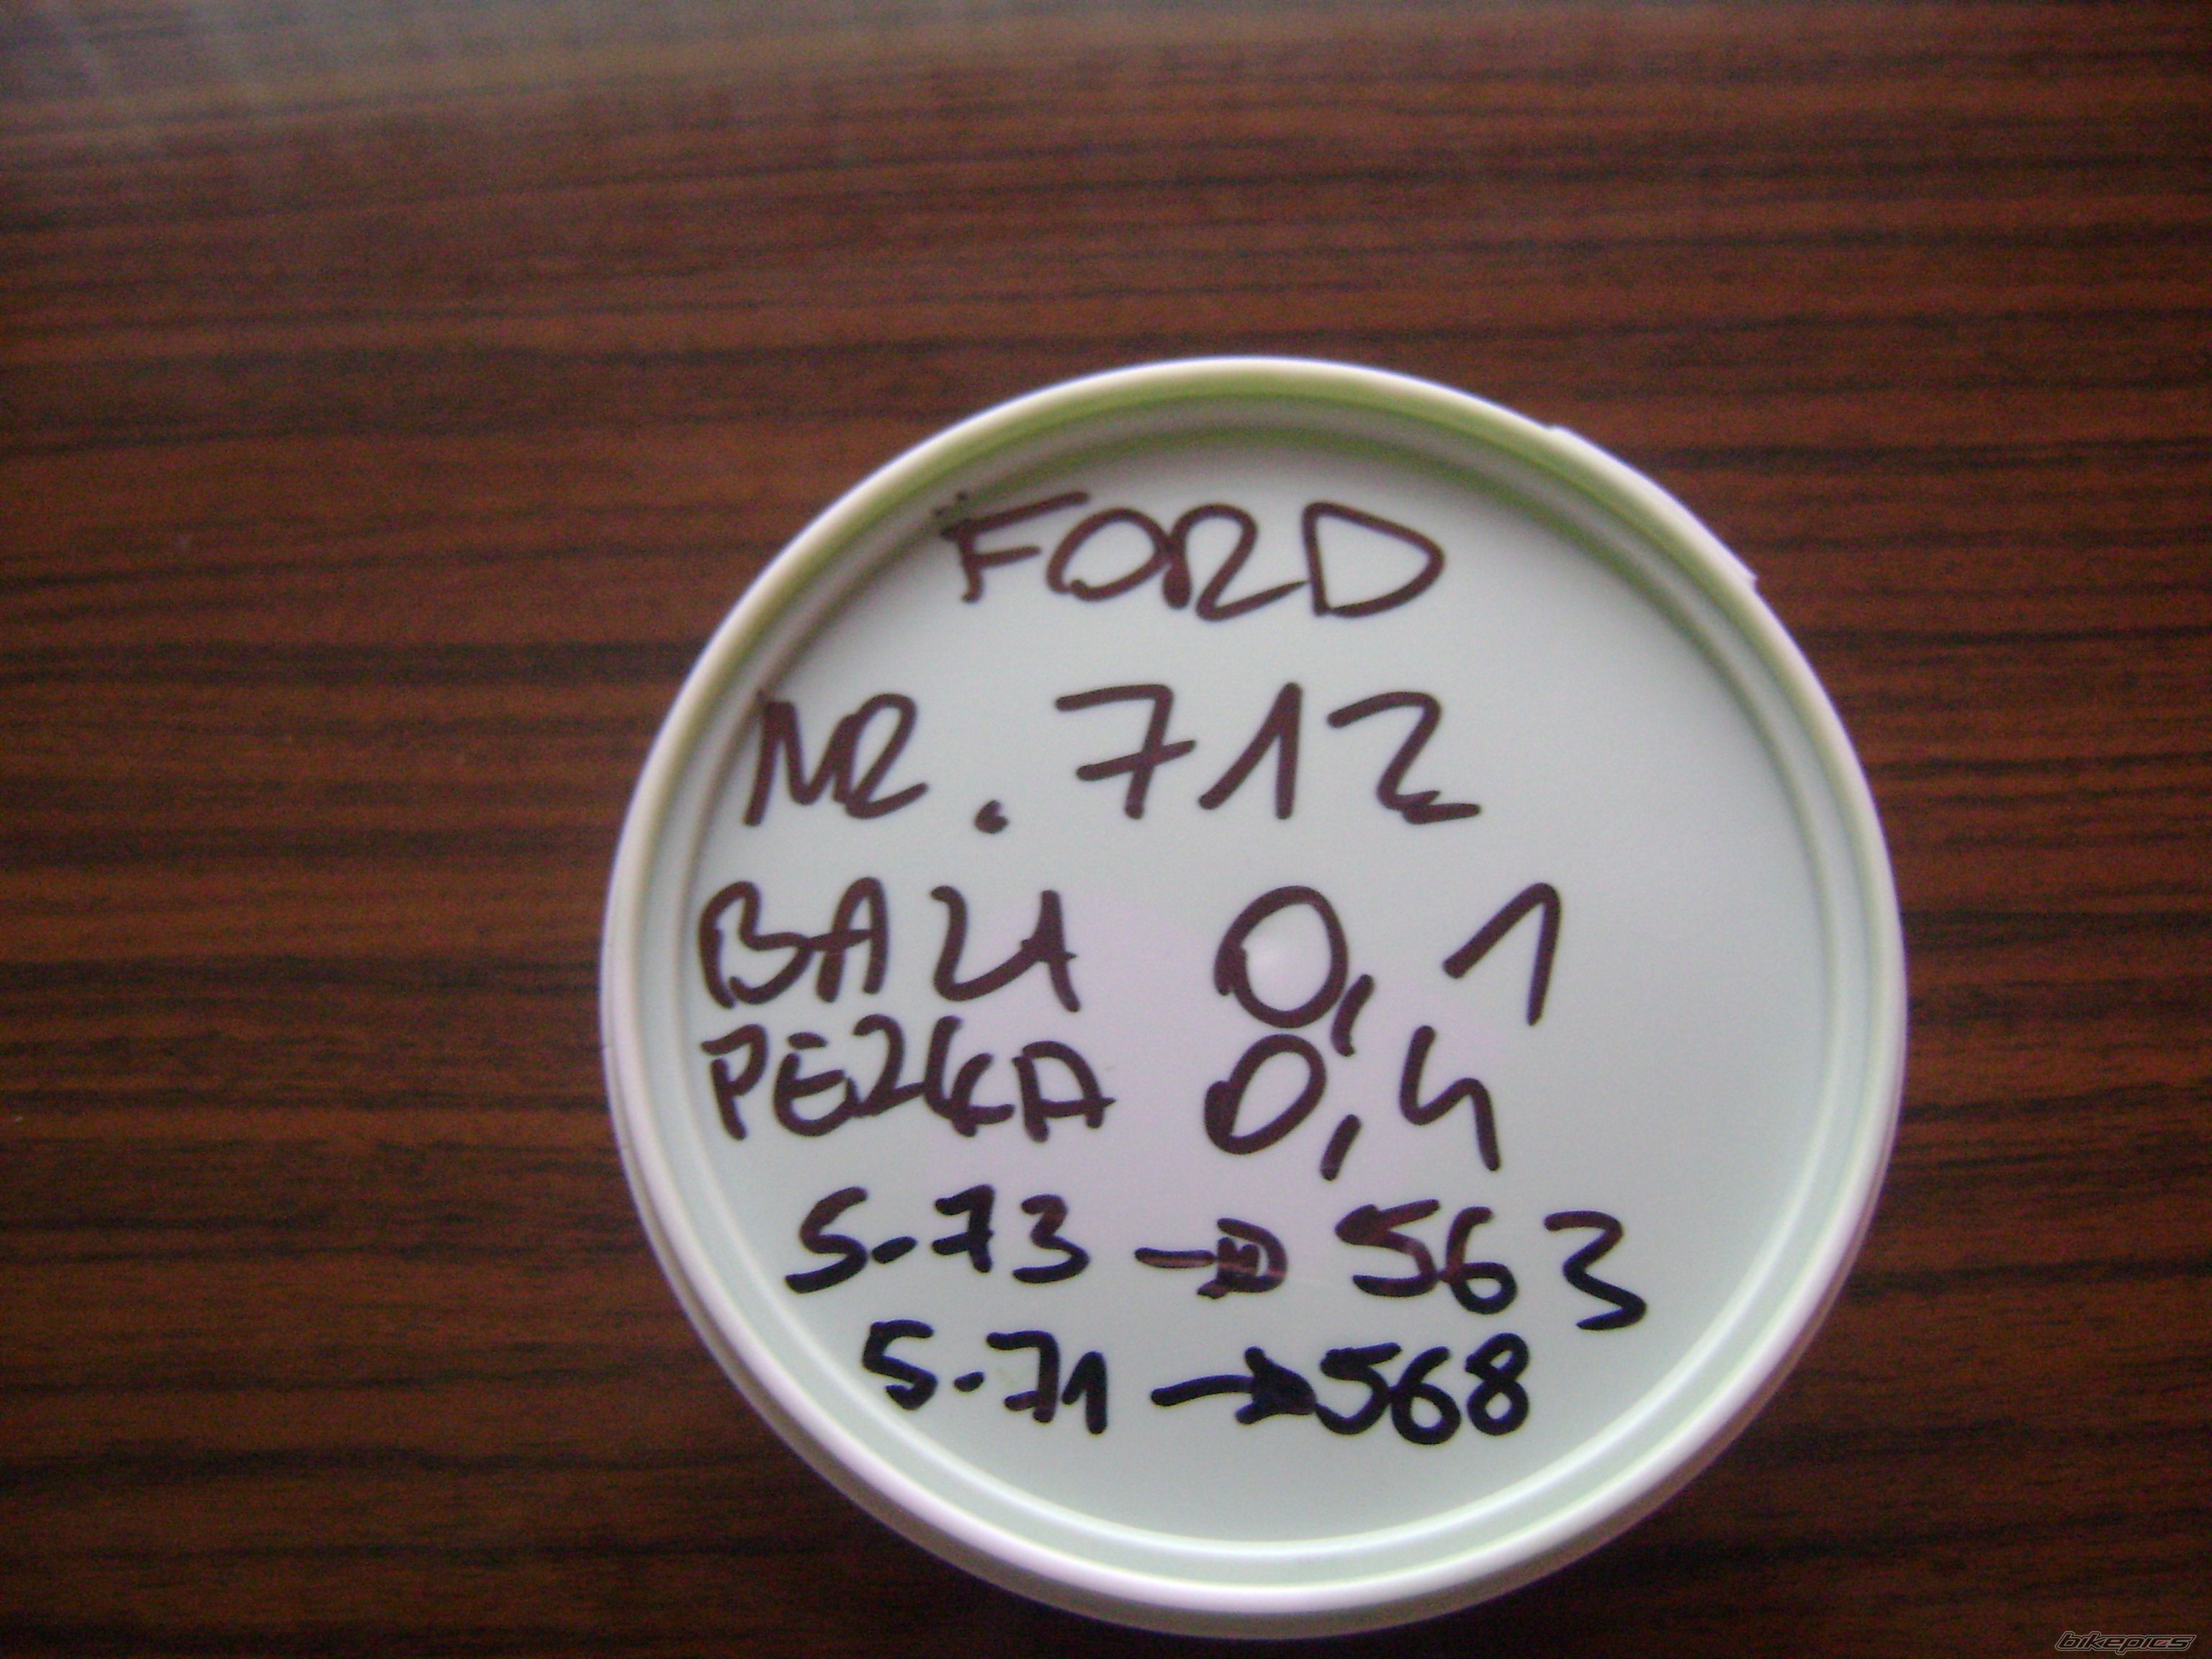 FORD
NR. 712
BAZA 0,1
PERŁA 0,4
S-73 → 563
S-71 → 568
bikepics